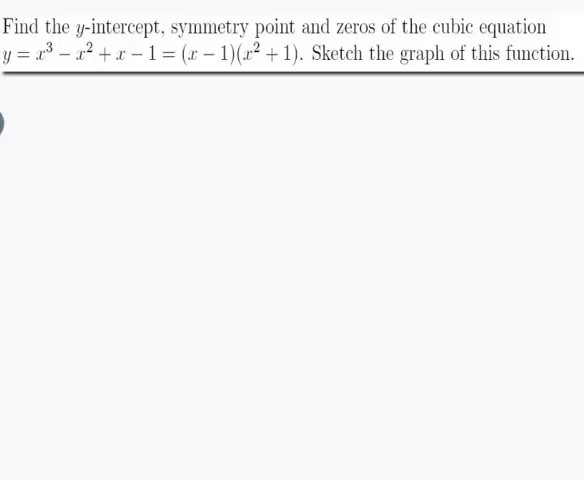 Find the y-intercept, symmetry point and zeros of the cubic equation
y = x³ − x² + x − 1 = (x − 1)(x² + 1). Sketch the graph of this function.